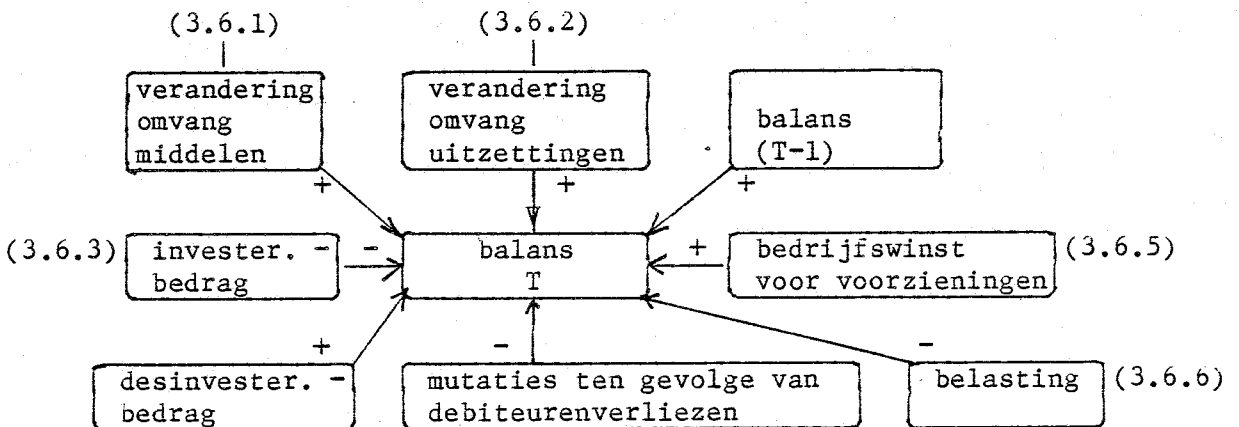 (3.6.1) (3.6.2)
verandering
omvang
middelen
verandering
omvang
uitzettingen
balans
(T-1)
+ + +
(3.6.3)
invester. -
bedrag
-
balans
T
+
bedrijfswinst
voor voorzieningen
(3.6.5)
+ - -
desinvester. -
bedrag
mutaties ten gevolge van
debiteurenverliezen
belasting
(3.6.6)